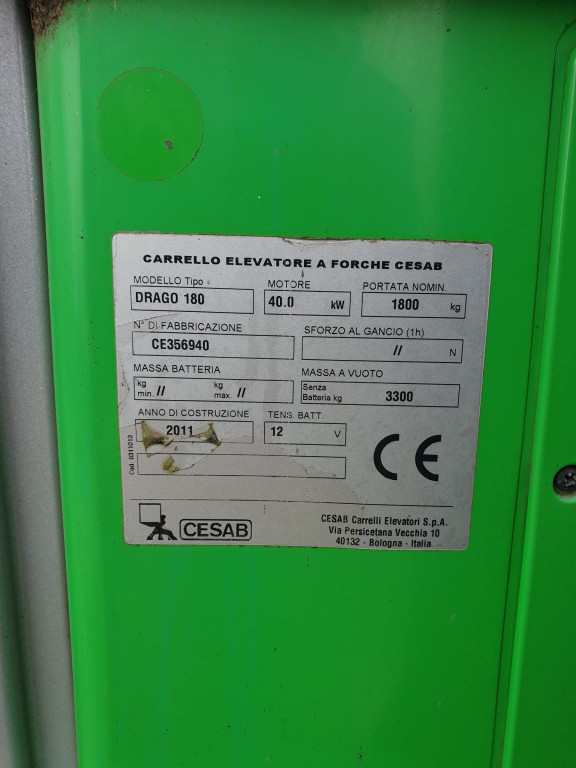 CARRELLO ELEVATORE A FORCHE CESAB
MODELLO Tipo MOTORE PORTATA NOMIN.
DRAGO 180 40.0 kW 1800 kg
N° DI FABBRICAZIONE SFORZO AL GANCIO (1h)
CE356940 // N
MASSA BATTERIA MASSA A VUOTO
kg min. // kg max. // Senza Batteria kg 3300
ANNO DI COSTRUZIONE TENS. BATT.
2011 12 V
CE
Cod. 0311013
CESAB
CESAB Carrelli Elevatori S.p.A.
Via Persicetana Vecchia 10
40132 - Bologna - Italia